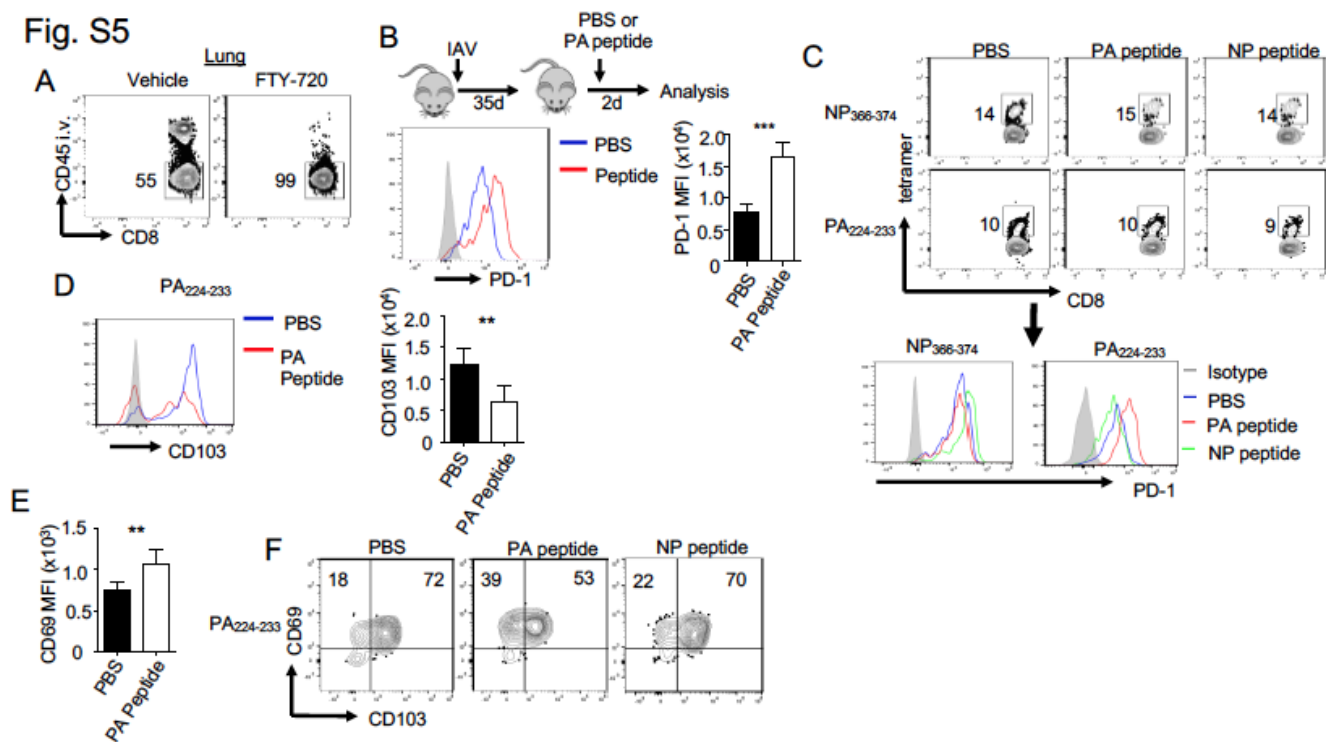 Fig. S5
A
Lung
Vehicle
FTY-720
CD45 i.v.
55
99
CD8
B
IAV
PBS or
PA peptide
35d
2d
Analysis
PBS
Peptide
PD-1
PD-1 MFI (x10⁴)
2.0
1.5
1.0
0.5
0
***
PBS
PA Peptide
C
PBS
PA peptide
NP peptide
NP366-374
14
15
14
tetramer
PA224-233
10
10
9
CD8
NP366-374
PA224-233
Isotype
PBS
PA peptide
NP peptide
PD-1
D
PA224-233
PBS
PA
Peptide
CD103
CD103 MFI (x10⁴)
2.0
1.5
1.0
0.5
0
**
PBS
PA Peptide
E
CD69 MFI (x10³)
1.5
1.0
0.5
0
**
PBS
PA Peptide
F
PBS
PA peptide
NP peptide
18
72
39
53
22
70
PA224-233
CD69
CD103